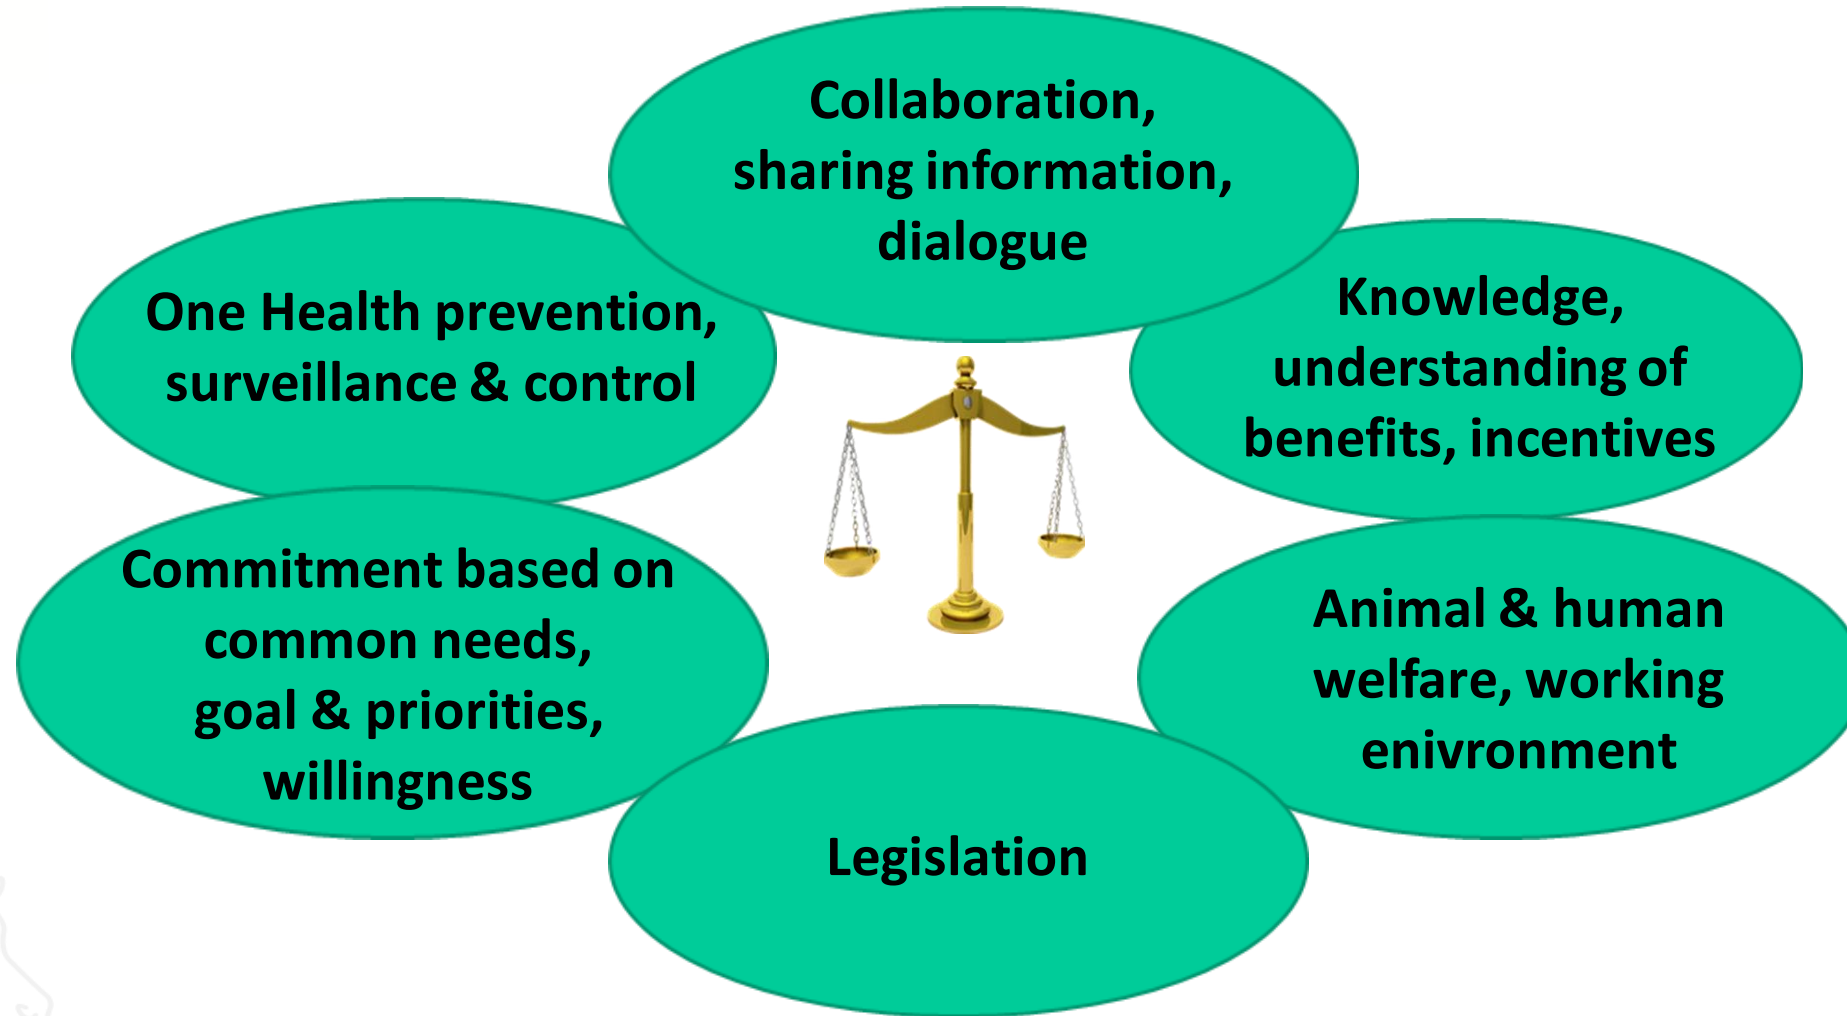 Collaboration,
sharing information,
dialogue
One Health prevention,
surveillance & control
Knowledge,
understanding of
benefits, incentives
Commitment based on
common needs,
goal & priorities,
willingness
Animal & human
welfare, working
enivronment
Legislation